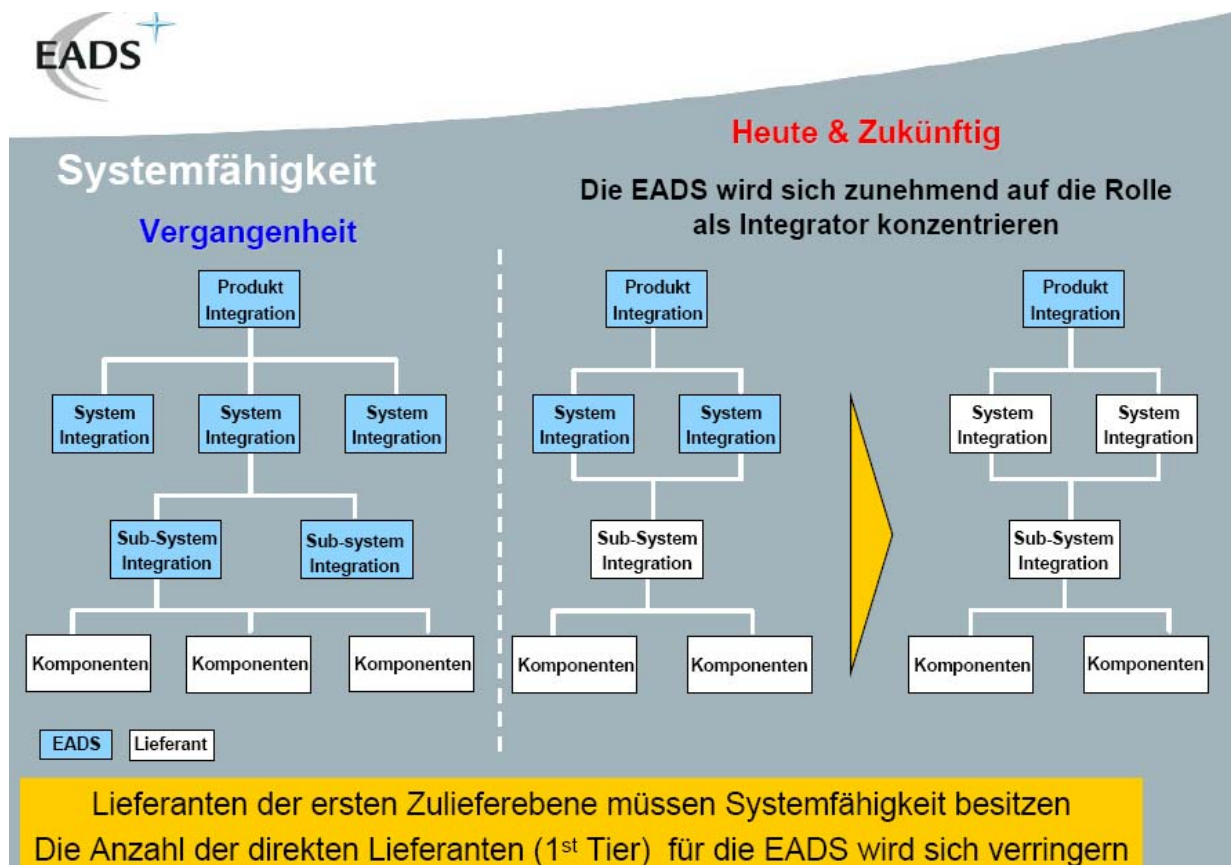 EADS
Systemfähigkeit
Vergangenheit
Produkt
Integration
System
Integration
System
Integration
System
Integration
Sub-System
Integration
Sub-system
Integration
Komponenten
Komponenten
Komponenten
EADS
Lieferant
Heute & Zukünftig
Die EADS wird sich zunehmend auf die Rolle
als Integrator konzentrieren
Produkt
Integration
System
Integration
System
Integration
Sub-System
Integration
Komponenten
Komponenten
Produkt
Integration
System
Integration
System
Integration
Sub-System
Integration
Komponenten
Komponenten
Lieferanten der ersten Zulieferebene müssen Systemfähigkeit besitzen
Die Anzahl der direkten Lieferanten (1st Tier) für die EADS wird sich verringern